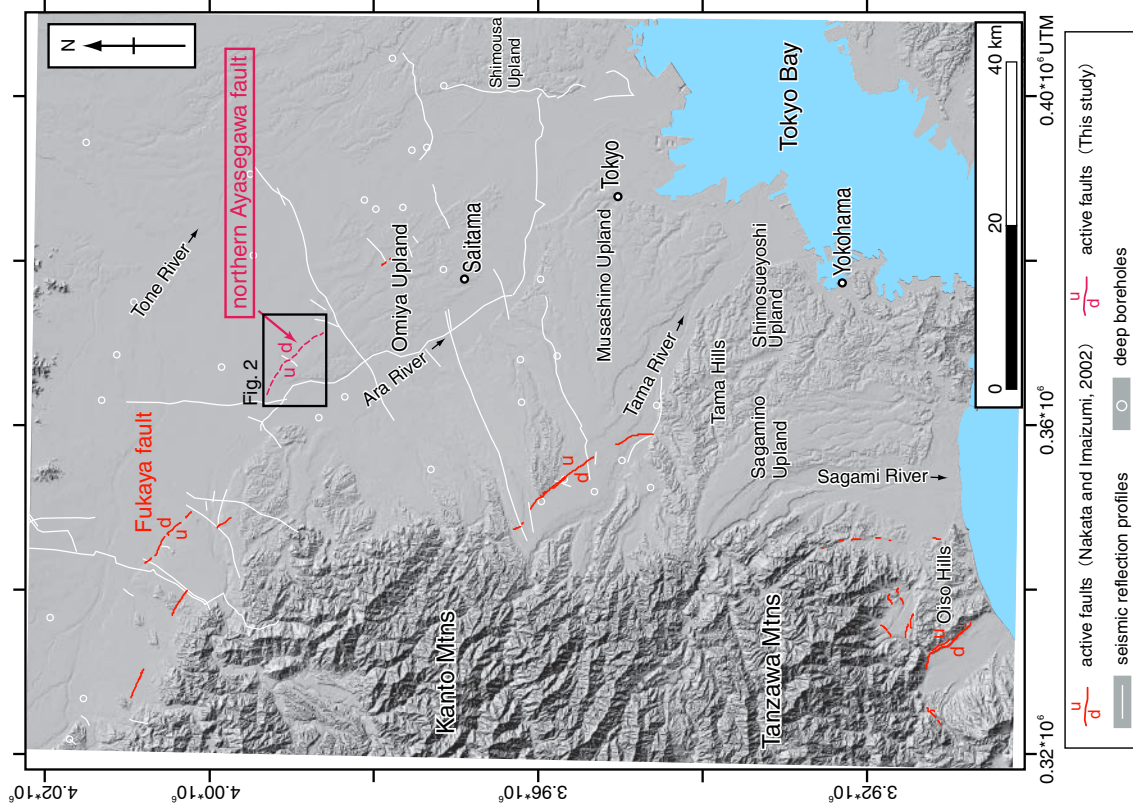 N
4.02*10⁶
4.00*10⁶
3.96*10⁶
3.92*10⁶
Tone River
northern Ayasegawa fault
Fig. 2
u
d
Fukaya fault
u
d
Shimousa
Upland
Omiya Upland
Saitama
Ara River
Kanto Mtns
Musashino Upland
Tokyo
Tama River
u
d
Tama Hills
Shimosueyoshi
Upland
Tokyo Bay
Sagamino
Upland
Yokohama
Sagami River
Tanzawa Mtns
Oiso Hills
u
d
0 20 40 km
0.32*10⁶
0.36*10⁶
0.40*10⁶ UTM
u
d
active faults (Nakata and Imaizumi, 2002)
u
d
active faults (This study)
seismic reflection profiles
deep boreholes